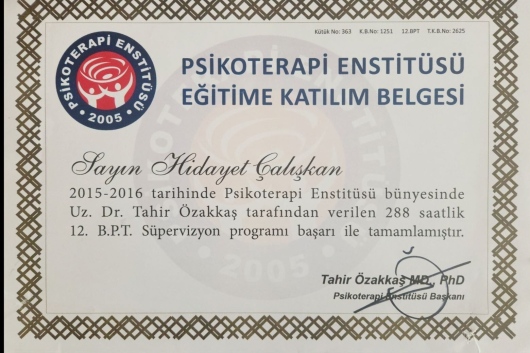 Kütük No: 363 K.B.No: 1251 12.BPT T.K.B.No: 2625
PSİKOTERAPİ ENSTİTÜSÜ
• 2005 •
PSİKOTERAPİ ENSTİTÜSÜ
EĞİTİME KATILIM BELGESİ
Sayın Hidayet Çalışkan
2015-2016 tarihinde Psikoterapi Enstitüsü bünyesinde
Uz. Dr. Tahir Özakkaş tarafından verilen 288 saatlik
12. B.P.T. Süpervizyon programı başarı ile tamamlamıştır.
Tahir Özakkaş MD., PhD
Psikoterapi Enstitüsü Başkanı